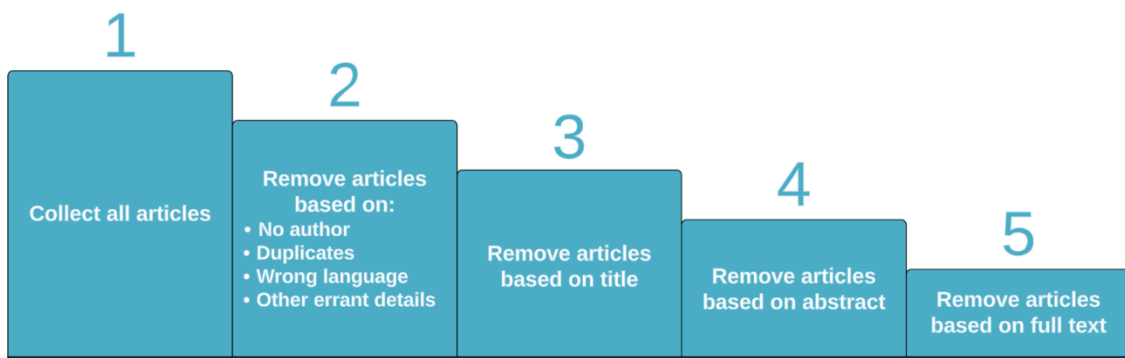 1
Collect all articles
2
Remove articles
based on:
• No author
• Duplicates
• Wrong language
• Other errant details
3
Remove articles
based on title
4
Remove articles
based on abstract
5
Remove articles
based on full text